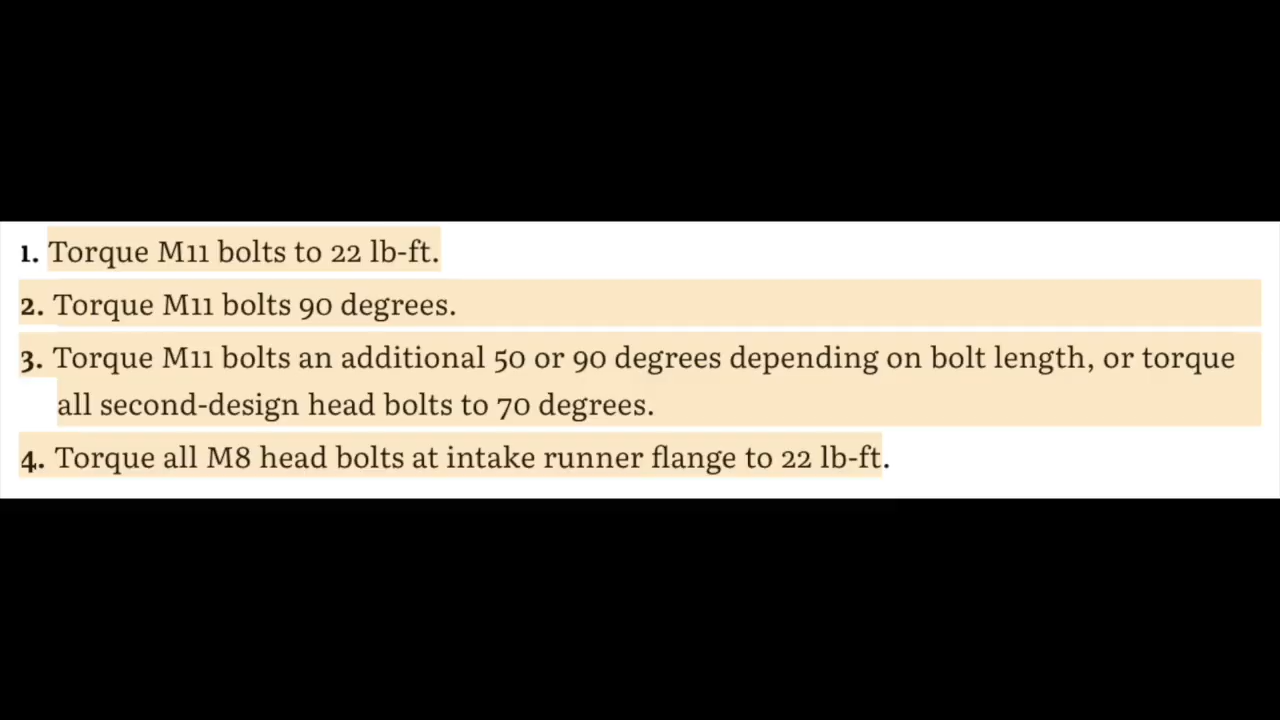 1. Torque M11 bolts to 22 lb-ft.
2. Torque M11 bolts 90 degrees.
3. Torque M11 bolts an additional 50 or 90 degrees depending on bolt length, or torque
all second-design head bolts to 70 degrees.
4. Torque all M8 head bolts at intake runner flange to 22 lb-ft.